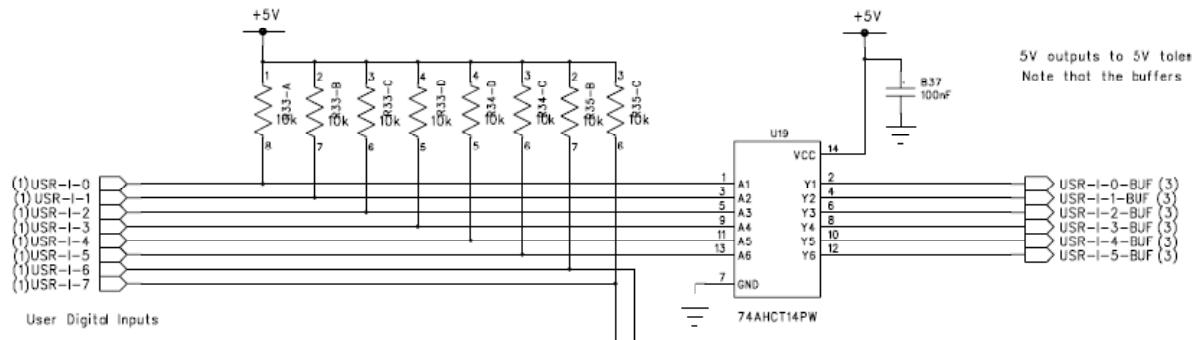 +5V
+5V
5V outputs to 5V
Note that the buffers
1 2 3 4 4 3 2 3
R33-A R33-B R33-C R33-D R34-D R34-C R35-B R35-C
10k 10k 10k 10k 10k 10k 10k 10k
8 7 6 5 5 6 7 6
B37
100nF
U19
VCC 14
(1)USR-I-0 1 A1 Y1 2 USR-I-0-BUF (3)
(1)USR-I-1 3 A2 Y2 4 USR-I-1-BUF (3)
(1)USR-I-2 5 A3 Y3 6 USR-I-2-BUF (3)
(1)USR-I-3 9 A4 Y4 8 USR-I-3-BUF (3)
(1)USR-I-4 11 A5 Y5 10 USR-I-4-BUF (3)
(1)USR-I-5 13 A6 Y6 12 USR-I-5-BUF (3)
(1)USR-I-6
(1)USR-I-7
7 GND
User Digital Inputs
74AHCT14PW